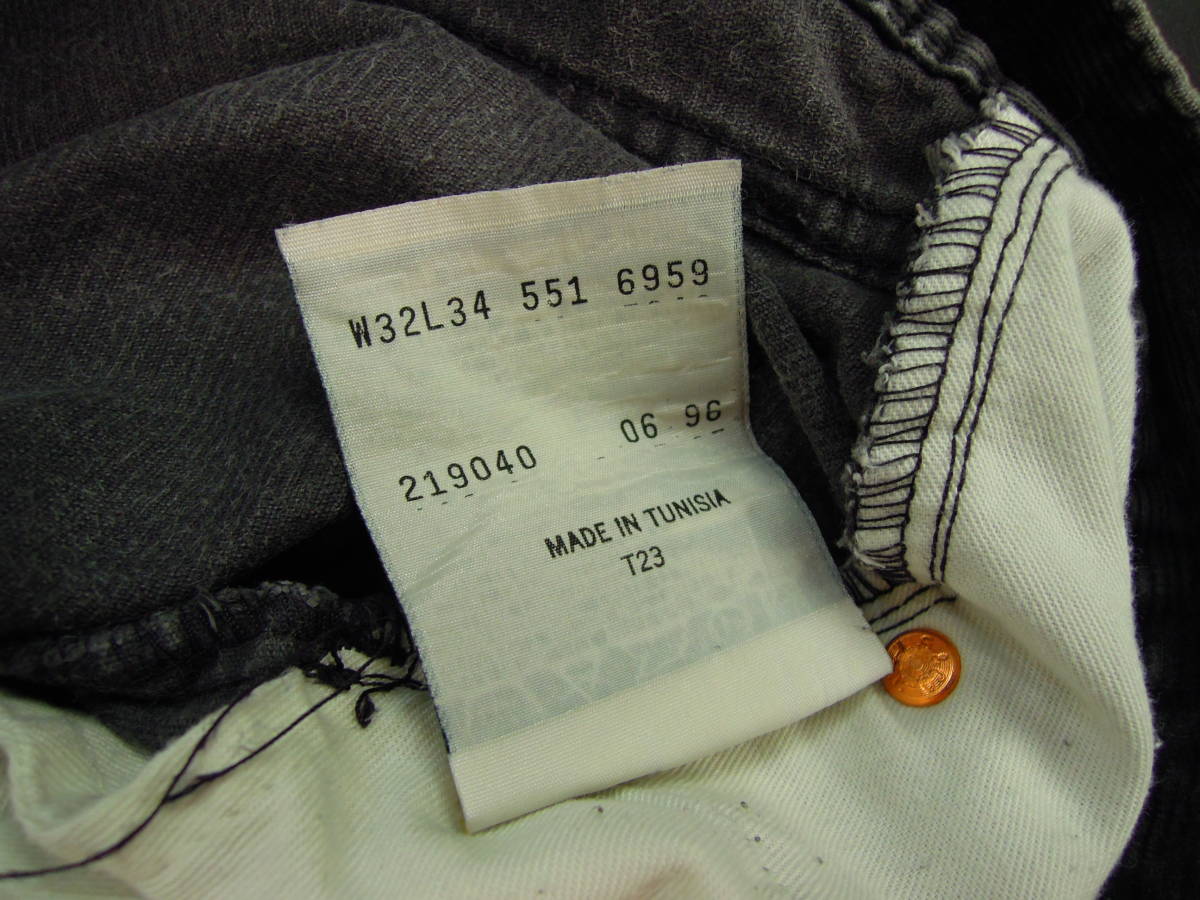 W32L34 551 6959
219040 06 96
MADE IN TUNISIA
T23